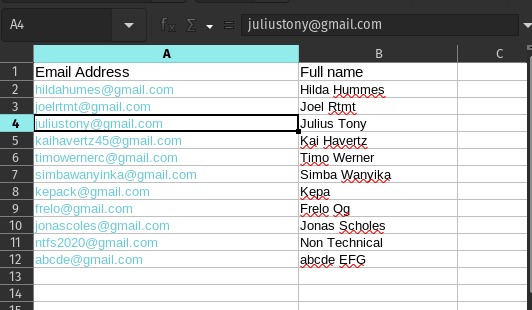 A4 fx Σ = juliustony@gmail.com
A B C
1 Email Address Full name
2 hildahumes@gmail.com Hilda Hummes
3 joelrtmt@gmail.com Joel Rtmt
4 juliustony@gmail.com Julius Tony
5 kaihavertz45@gmail.com Kai Havertz
6 timowernerc@gmail.com Timo Werner
7 simbawanyinka@gmail.com Simba Wanyika
8 kepack@gmail.com Kepa
9 frelo@gmail.com Frelo Og
10 jonascoles@gmail.com Jonas Scholes
11 ntfs2020@gmail.com Non Technical
12 abcde@gmail.com abcde EFG
13
14
15